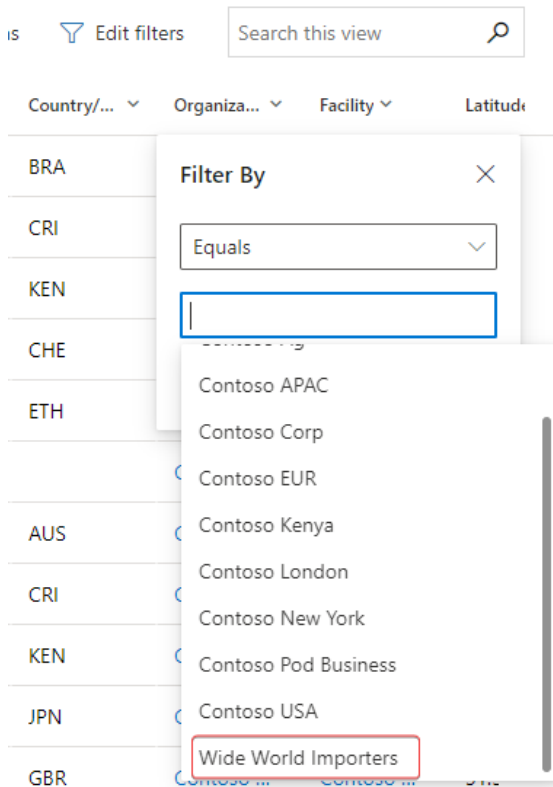 Edit filters
Search this view
Country/...
Organiza...
Facility
Latitude
BRA
Filter By
CRI
Equals
KEN
CHE
Contoso APAC
ETH
Contoso Corp
Contoso EUR
AUS
Contoso Kenya
CRI
Contoso London
Contoso New York
KEN
Contoso Pod Business
JPN
Contoso USA
Wide World Importers
GBR
Contoso ...
Contoso ...